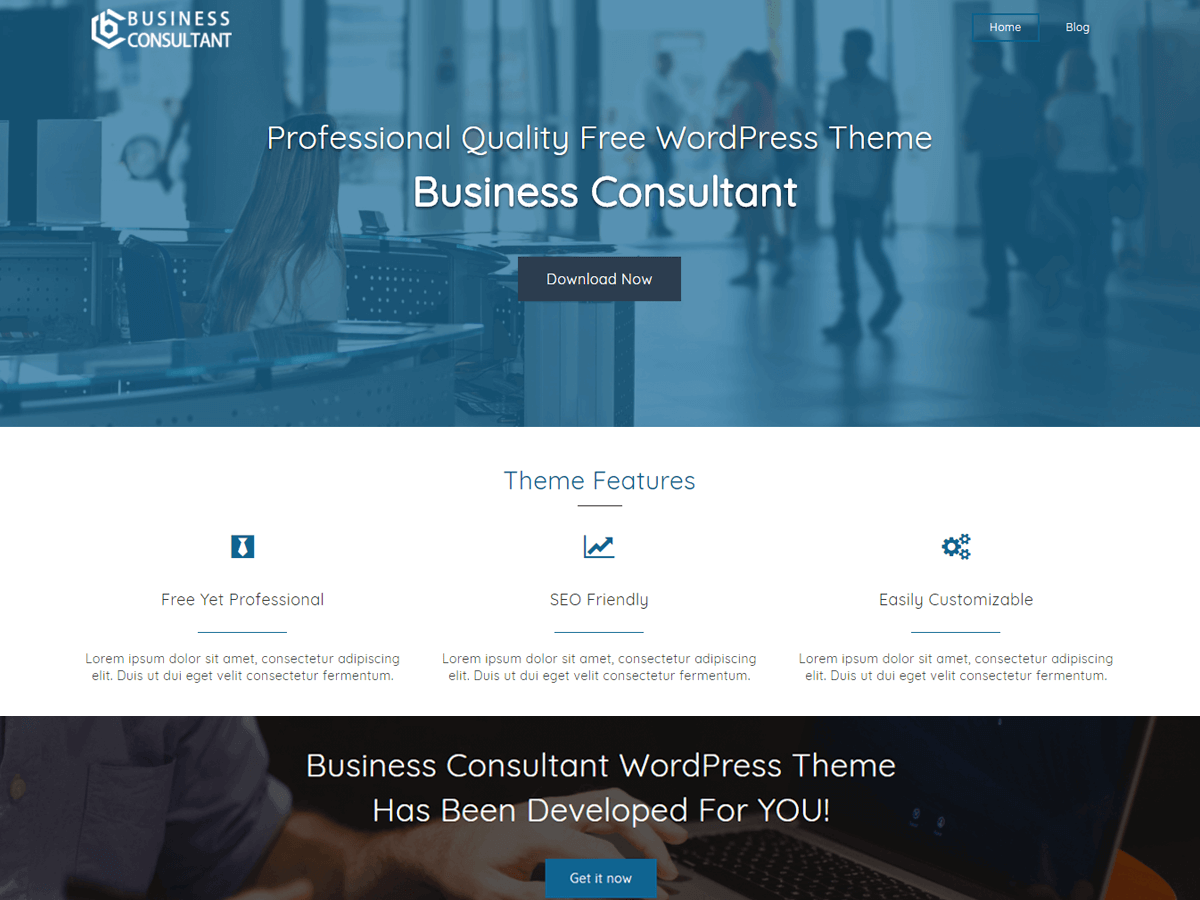 BUSINESS
CONSULTANT
Home
Blog
Professional Quality Free WordPress Theme
Business Consultant
Download Now
Theme Features
Free Yet Professional
SEO Friendly
Easily Customizable
Lorem ipsum dolor sit amet, consectetur adipiscing
elit. Duis ut dui eget velit consectetur fermentum.
Lorem ipsum dolor sit amet, consectetur adipiscing
elit. Duis ut dui eget velit consectetur fermentum.
Lorem ipsum dolor sit amet, consectetur adipiscing
elit. Duis ut dui eget velit consectetur fermentum.
Business Consultant WordPress Theme
Has Been Developed For YOU!
Get it now